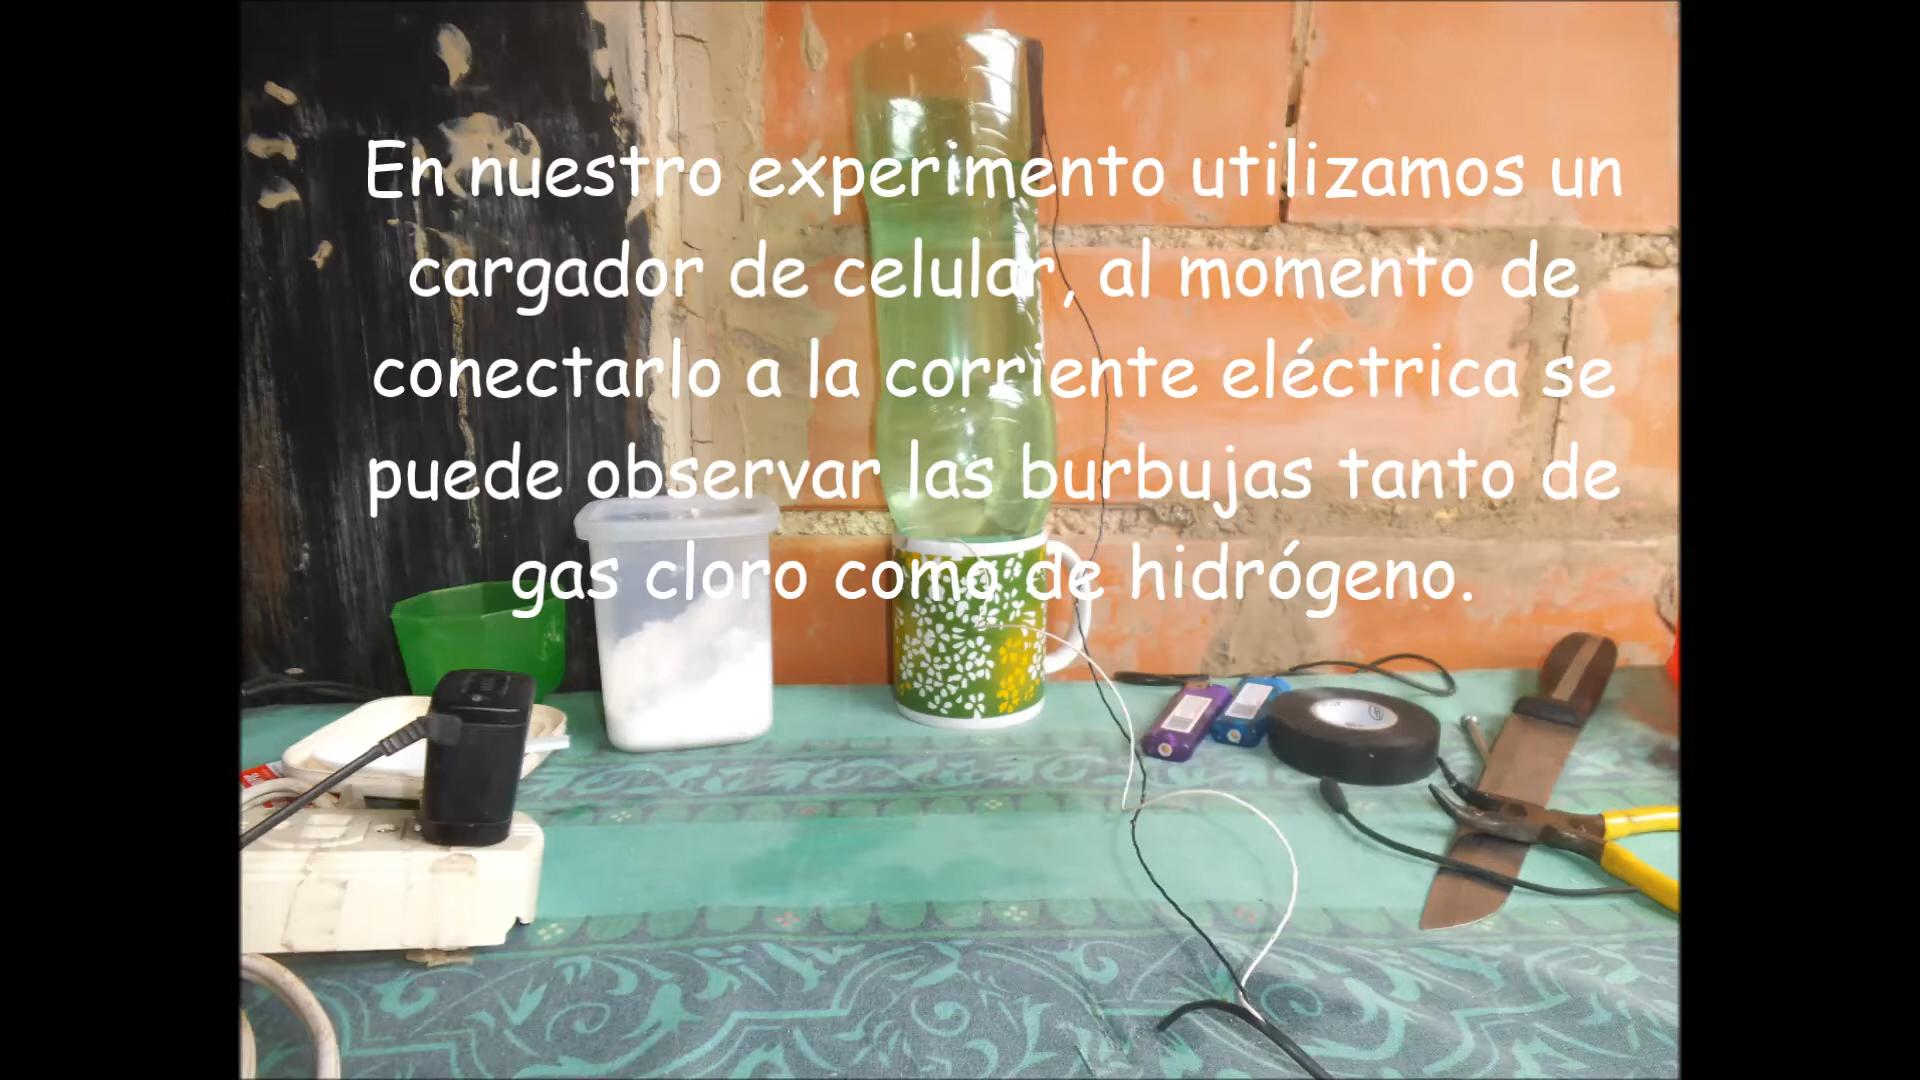 En nuestro experimento utilizamos un
cargador de celular, al momento de
conectarlo a la corriente eléctrica se
puede observar las burbujas tanto de
gas cloro como de hidrógeno.